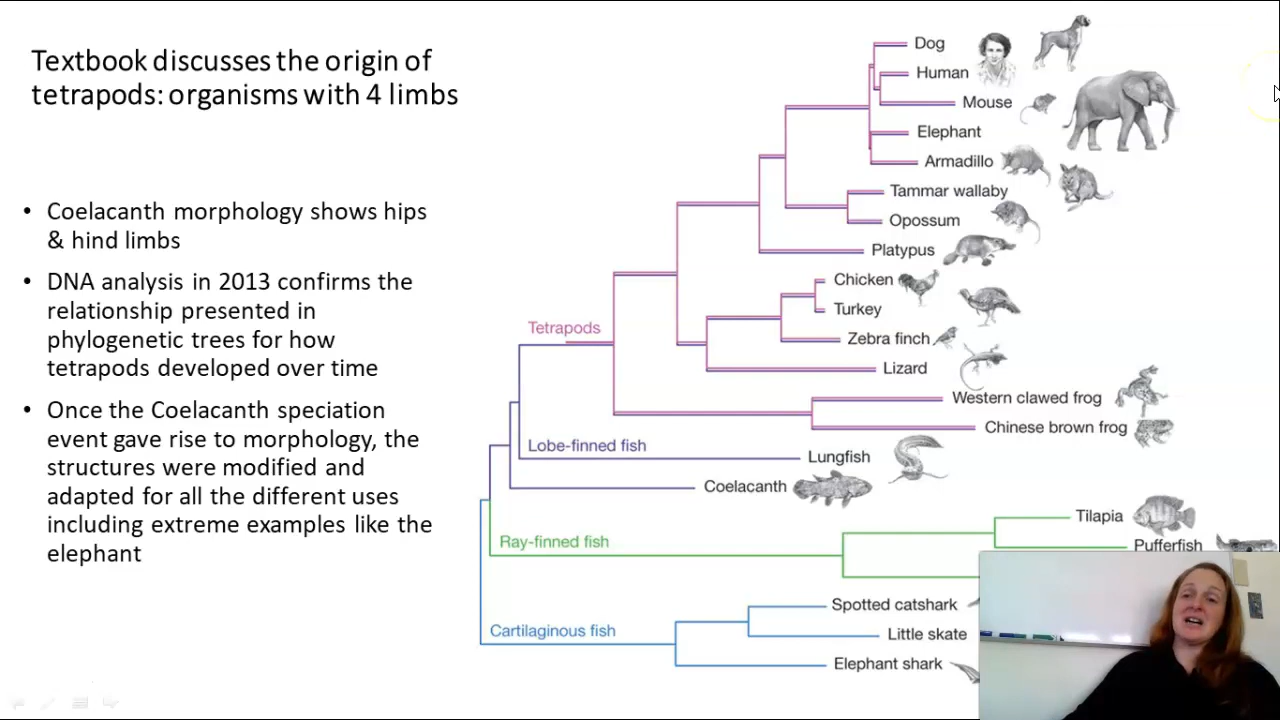 Textbook discusses the origin of
tetrapods: organisms with 4 limbs
• Coelacanth morphology shows hips
& hind limbs
• DNA analysis in 2013 confirms the
relationship presented in
phylogenetic trees for how
tetrapods developed over time
• Once the Coelacanth speciation
event gave rise to morphology, the
structures were modified and
adapted for all the different uses
including extreme examples like the
elephant
Dog
Human
Mouse
Elephant
Armadillo
Tammar wallaby
Opossum
Platypus
Chicken
Turkey
Tetrapods
Zebra finch
Lizard
Western clawed frog
Chinese brown frog
Lobe-finned fish
Lungfish
Coelacanth
Tilapia
Ray-finned fish
Pufferfish
Spotted catshark
Cartilaginous fish
Little skate
Elephant shark